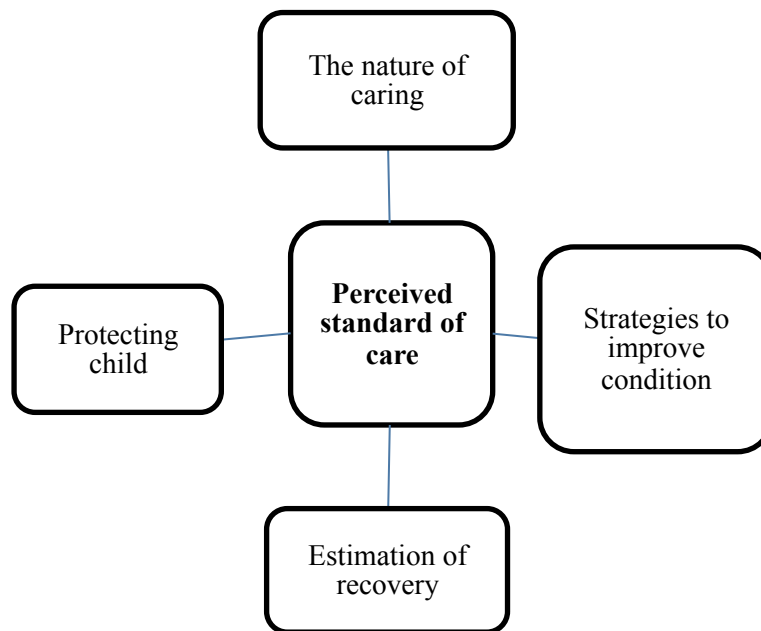 The nature of
caring
Perceived
standard of
care
Protecting
child
Strategies to
improve
condition
Estimation of
recovery